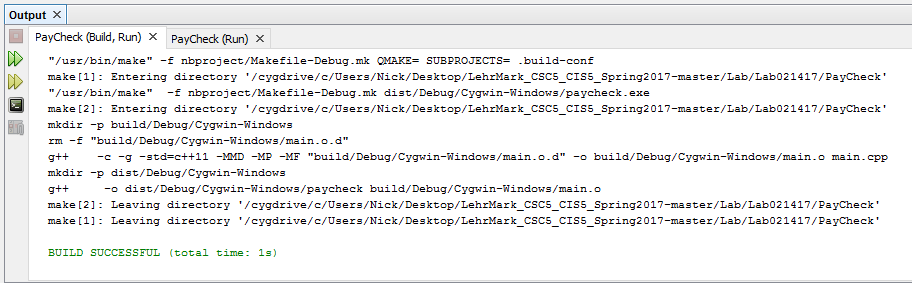 Output
PayCheck (Build, Run) PayCheck (Run)
"/usr/bin/make" -f nbproject/Makefile-Debug.mk QMAKE= SUBPROJECTS= .build-conf
make[1]: Entering directory '/cygdrive/c/Users/Nick/Desktop/LehrMark_CSC5_CIS5_Spring2017-master/Lab/Lab021417/PayCheck'
"/usr/bin/make"  -f nbproject/Makefile-Debug.mk dist/Debug/Cygwin-Windows/paycheck.exe
make[2]: Entering directory '/cygdrive/c/Users/Nick/Desktop/LehrMark_CSC5_CIS5_Spring2017-master/Lab/Lab021417/PayCheck'
mkdir -p build/Debug/Cygwin-Windows
rm -f "build/Debug/Cygwin-Windows/main.o.d"
g++    -c -g -std=c++11 -MMD -MP -MF "build/Debug/Cygwin-Windows/main.o.d" -o build/Debug/Cygwin-Windows/main.o main.cpp
mkdir -p dist/Debug/Cygwin-Windows
g++     -o dist/Debug/Cygwin-Windows/paycheck build/Debug/Cygwin-Windows/main.o
make[2]: Leaving directory '/cygdrive/c/Users/Nick/Desktop/LehrMark_CSC5_CIS5_Spring2017-master/Lab/Lab021417/PayCheck'
make[1]: Leaving directory '/cygdrive/c/Users/Nick/Desktop/LehrMark_CSC5_CIS5_Spring2017-master/Lab/Lab021417/PayCheck'
BUILD SUCCESSFUL (total time: 1s)